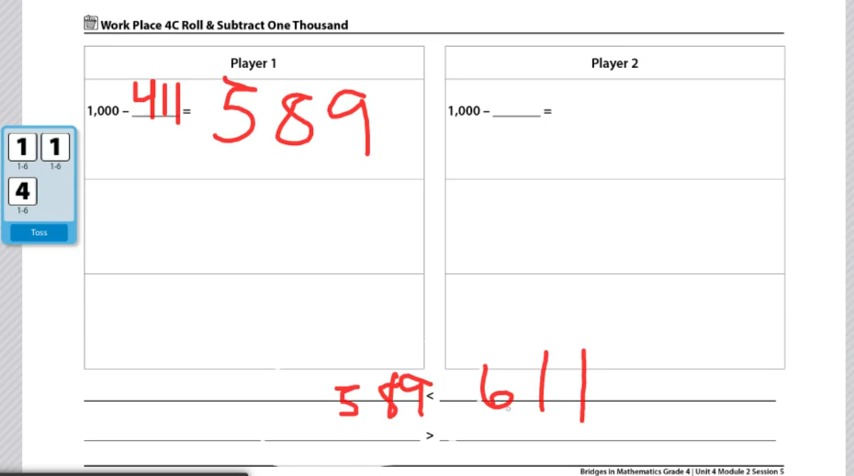 Work Place 4C Roll & Subtract One Thousand
Player 1
Player 2
1,000 – 411 = 589
1,000 – ______ =
1 1
1-6 1-6
4
1-6
Toss
589 < 611
>
Bridges in Mathematics Grade 4 | Unit 4 Module 2 Session 5